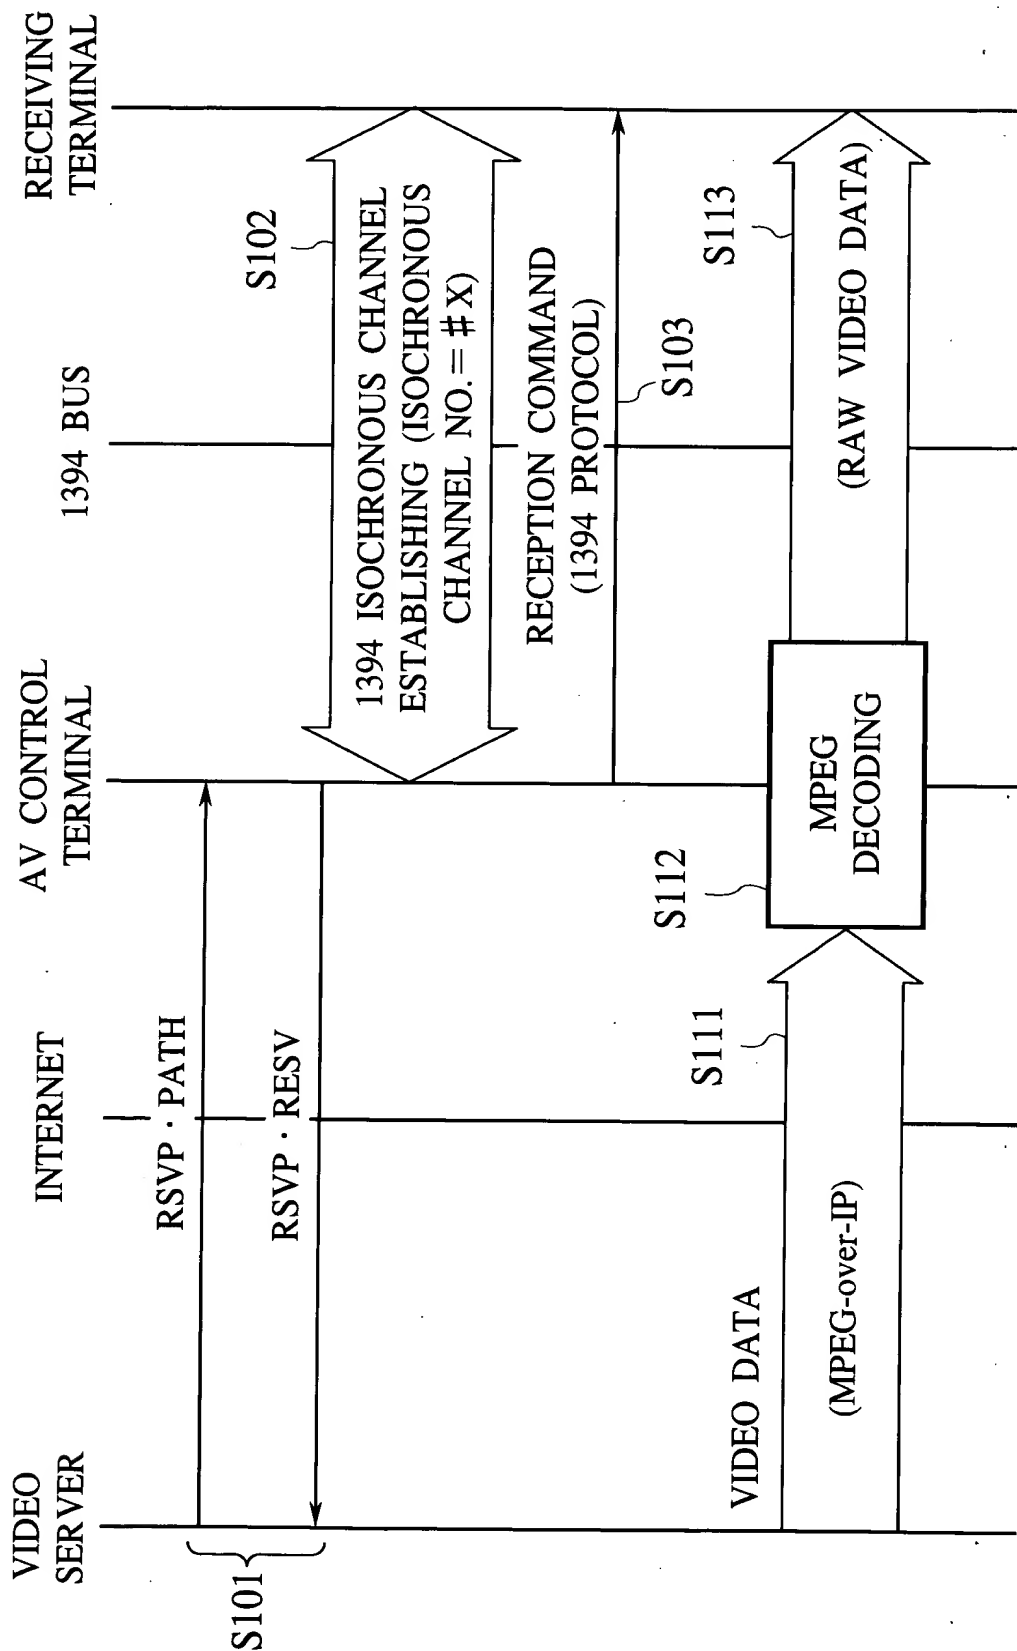 VIDEO
SERVER
INTERNET
AV CONTROL
TERMINAL
1394 BUS
RECEIVING
TERMINAL
S101
RSVP · PATH
RSVP · RESV
S102
1394 ISOCHRONOUS CHANNEL
ESTABLISHING (ISOCHRONOUS
CHANNEL NO. = #X)
RECEPTION COMMAND
(1394 PROTOCOL)
S103
VIDEO DATA
S111
(MPEG-over-IP)
S112
MPEG
DECODING
S113
(RAW VIDEO DATA)